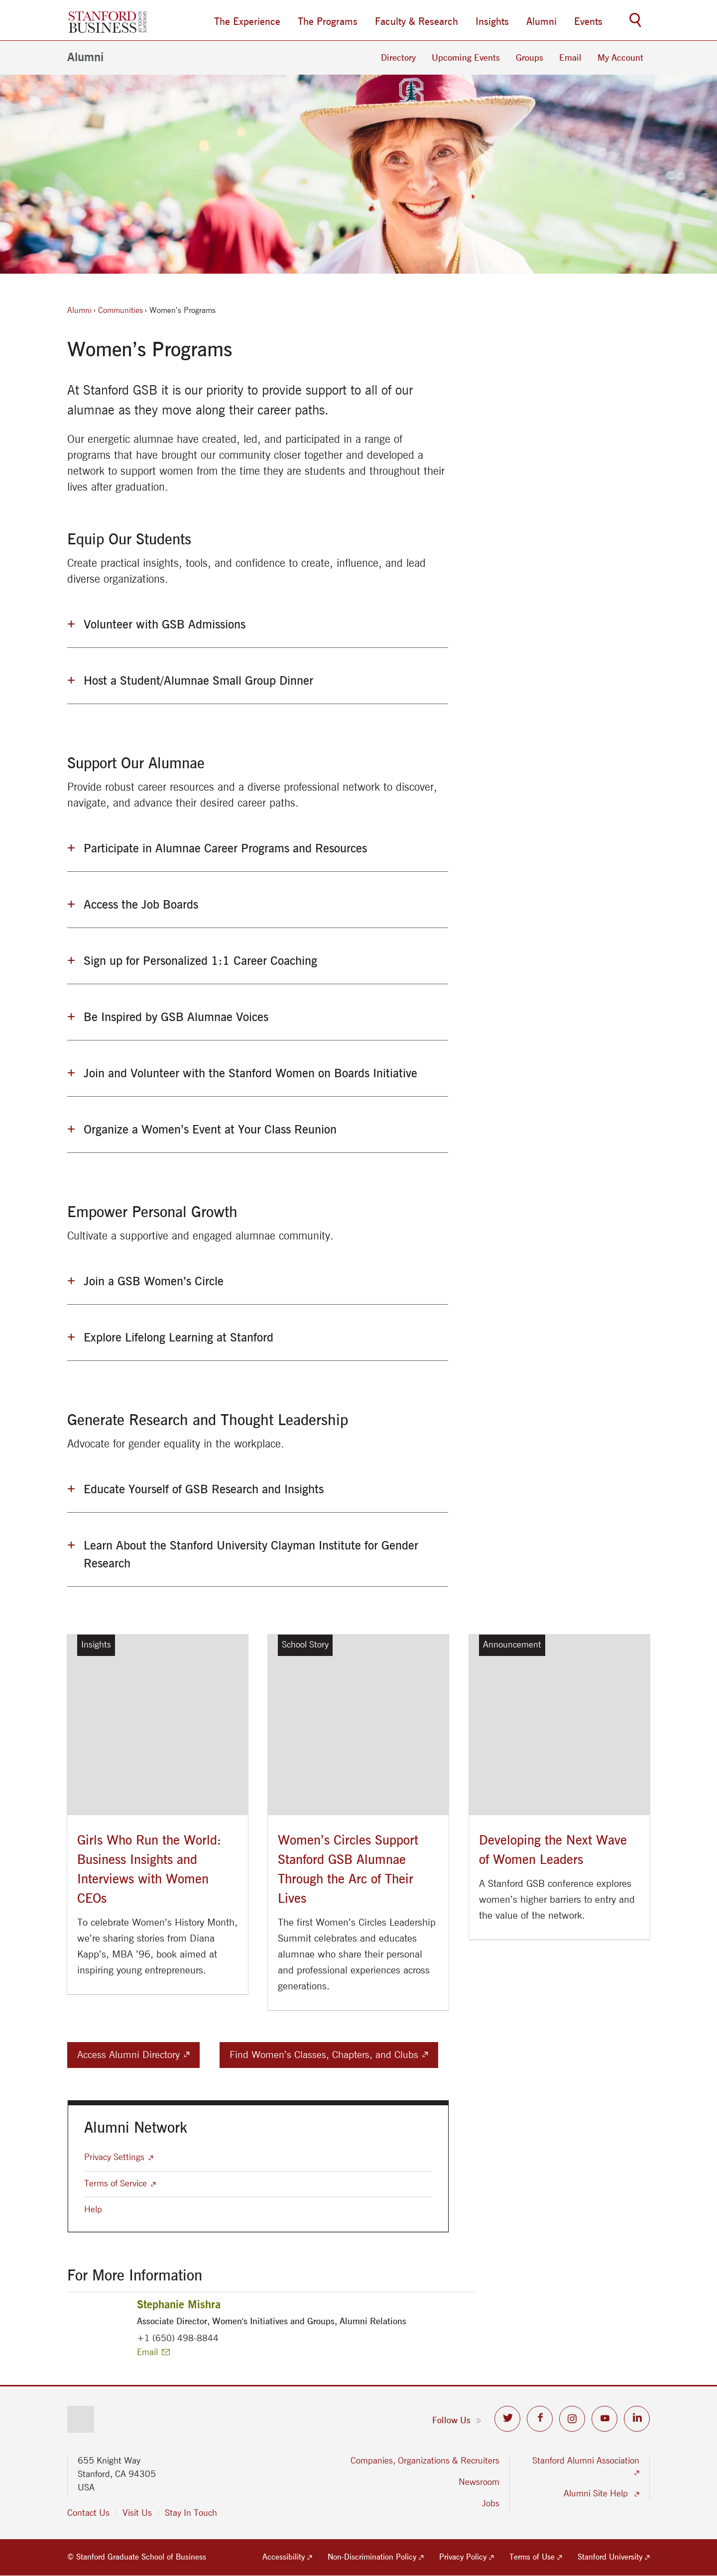 STANFORD
BUSINESS
GRADUATE
SCHOOL OF
BUSINESS
The Experience
The Programs
Faculty & Research
Insights
Alumni
Events
Alumni
Directory
Upcoming Events
Groups
Email
My Account
S
Alumni › Communities › Women’s Programs
Women’s Programs
At Stanford GSB it is our priority to provide support to all of our
alumnae as they move along their career paths.
Our energetic alumnae have created, led, and participated in a range of
programs that have brought our community closer together and developed a
network to support women from the time they are students and throughout their
lives after graduation.
Equip Our Students
Create practical insights, tools, and confidence to create, influence, and lead
diverse organizations.
+ Volunteer with GSB Admissions
+ Host a Student/Alumnae Small Group Dinner
Support Our Alumnae
Provide robust career resources and a diverse professional network to discover,
navigate, and advance their desired career paths.
+ Participate in Alumnae Career Programs and Resources
+ Access the Job Boards
+ Sign up for Personalized 1:1 Career Coaching
+ Be Inspired by GSB Alumnae Voices
+ Join and Volunteer with the Stanford Women on Boards Initiative
+ Organize a Women's Event at Your Class Reunion
Empower Personal Growth
Cultivate a supportive and engaged alumnae community.
+ Join a GSB Women's Circle
+ Explore Lifelong Learning at Stanford
Generate Research and Thought Leadership
Advocate for gender equality in the workplace.
+ Educate Yourself of GSB Research and Insights
+ Learn About the Stanford University Clayman Institute for Gender
Research
Insights
Girls Who Run the World:
Business Insights and
Interviews with Women
CEOs
To celebrate Women’s History Month,
we’re sharing stories from Diana
Kapp’s, MBA ’96, book aimed at
inspiring young entrepreneurs.
School Story
Women’s Circles Support
Stanford GSB Alumnae
Through the Arc of Their
Lives
The first Women’s Circles Leadership
Summit celebrates and educates
alumnae who share their personal
and professional experiences across
generations.
Announcement
Developing the Next Wave
of Women Leaders
A Stanford GSB conference explores
women’s higher barriers to entry and
the value of the network.
Access Alumni Directory
Find Women’s Classes, Chapters, and Clubs
Alumni Network
Privacy Settings
Terms of Service
Help
For More Information
Stephanie Mishra
Associate Director, Women's Initiatives and Groups, Alumni Relations
+1 (650) 498-8844
Email
Follow Us
655 Knight Way
Stanford, CA 94305
USA
Contact Us
Visit Us
Stay In Touch
Companies, Organizations & Recruiters
Newsroom
Jobs
Stanford Alumni Association
Alumni Site Help
© Stanford Graduate School of Business
Accessibility
Non-Discrimination Policy
Privacy Policy
Terms of Use
Stanford University